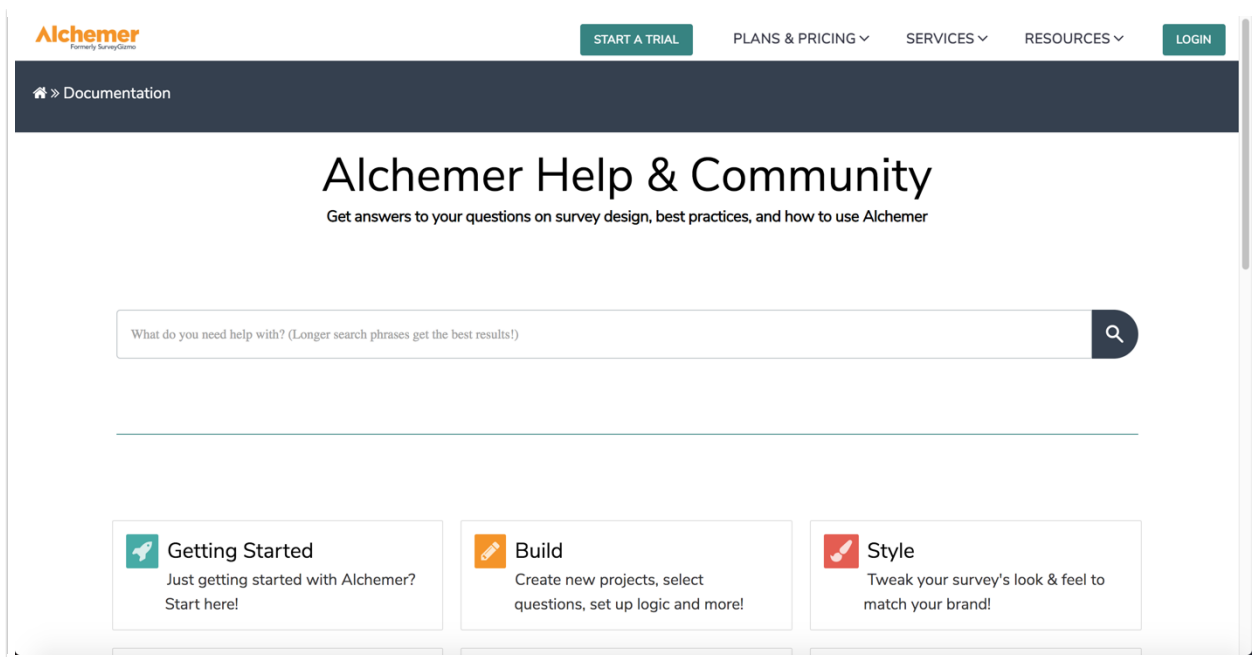 Alchemer
Formerly SurveyGizmo
START A TRIAL
PLANS & PRICING
SERVICES
RESOURCES
LOGIN
» Documentation
Alchemer Help & Community
Get answers to your questions on survey design, best practices, and how to use Alchemer
What do you need help with? (Longer search phrases get the best results!)
Getting Started
Just getting started with Alchemer?
Start here!
Build
Create new projects, select
questions, set up logic and more!
Style
Tweak your survey's look & feel to
match your brand!